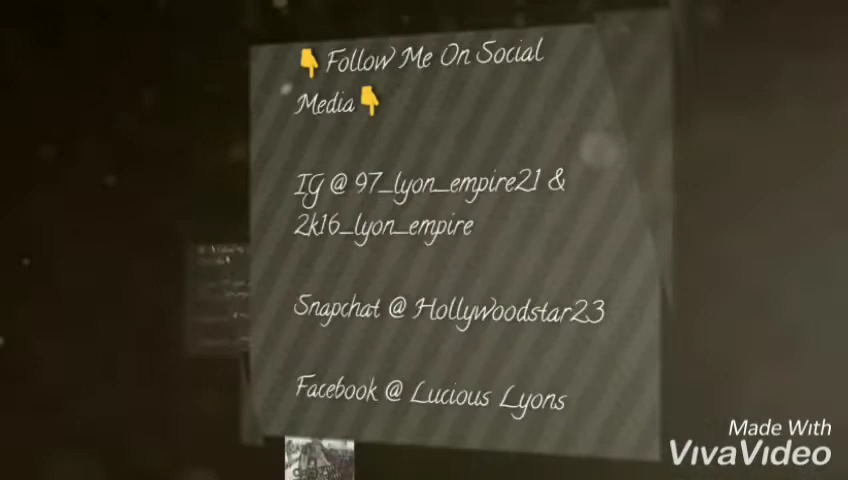 👇Follow Me On Social
Media👇
IG @ 97_lyon_empire21 &
2k16_lyon_empire
Snapchat @ Hollywoodstar23
Facebook @ Lucious Lyons
Made With
VivaVideo